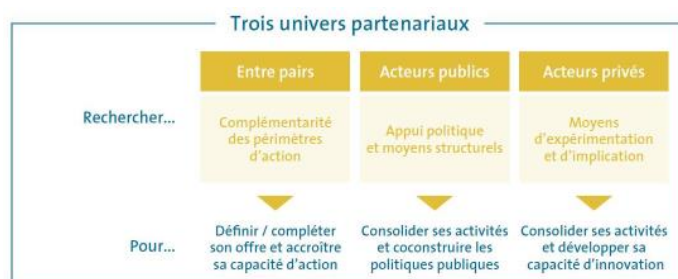 Trois univers partenariaux
Entre pairs
Acteurs publics
Acteurs privés
Rechercher...
Complémentarité
des périmètres
d'action
Appui politique
et moyens structurels
Moyens
d'expérimentation
et d'implication
Pour...
Définir / compléter
son offre et accroître
sa capacité d'action
Consolider ses activités
et coconstruire les
politiques publiques
Consolider ses activités
et développer sa
capacité d'innovation